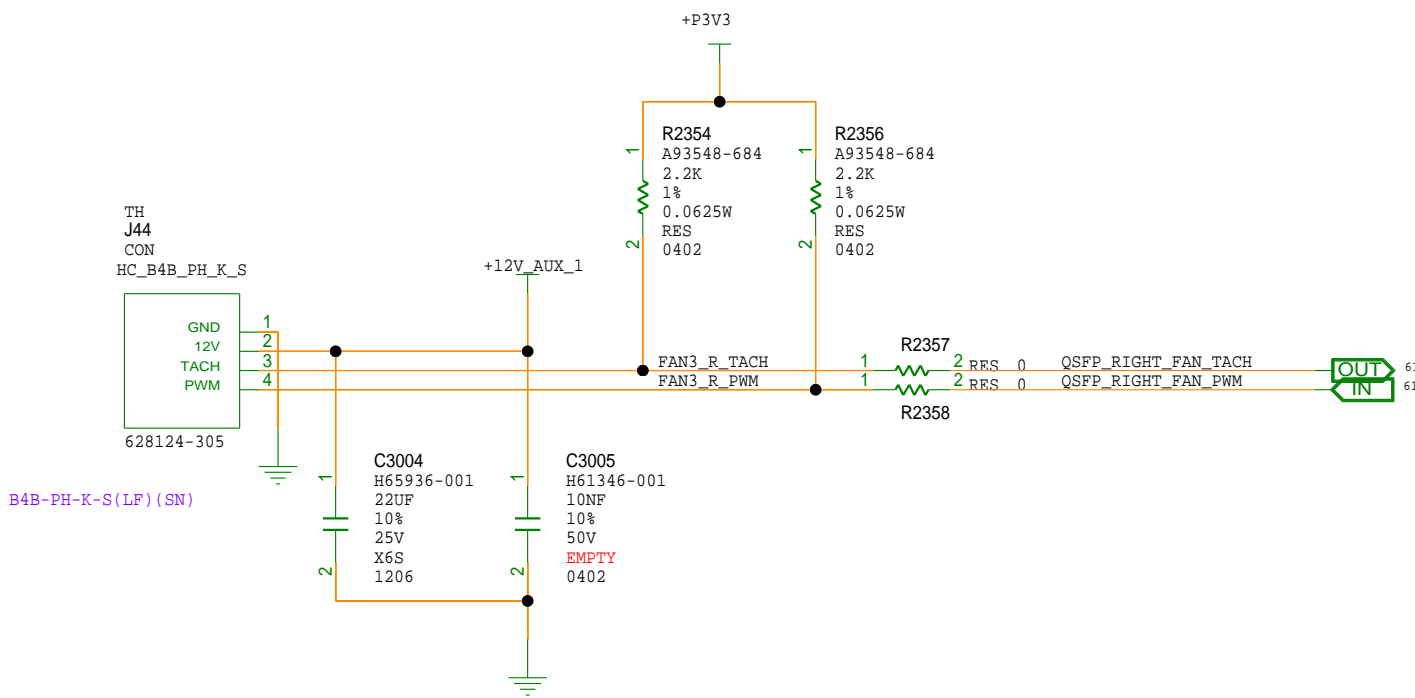 +P3V3
R2354
A93548-684
2.2K
1%
0.0625W
RES
0402
1
2
R2356
A93548-684
2.2K
1%
0.0625W
RES
0402
1
2
TH
J44
CON
HC_B4B_PH_K_S
GND 1
12V 2
TACH 3
PWM 4
628124-305
B4B-PH-K-S(LF)(SN)
+12V_AUX_1
FAN3_R_TACH
FAN3_R_PWM
R2357
1 2 RES 0 QSFP_RIGHT_FAN_TACH OUT 61
1 2 RES 0 QSFP_RIGHT_FAN_PWM IN 61
R2358
C3004
H65936-001
22UF
10%
25V
X6S
1206
1
2
C3005
H61346-001
10NF
10%
50V
EMPTY
0402
1
2